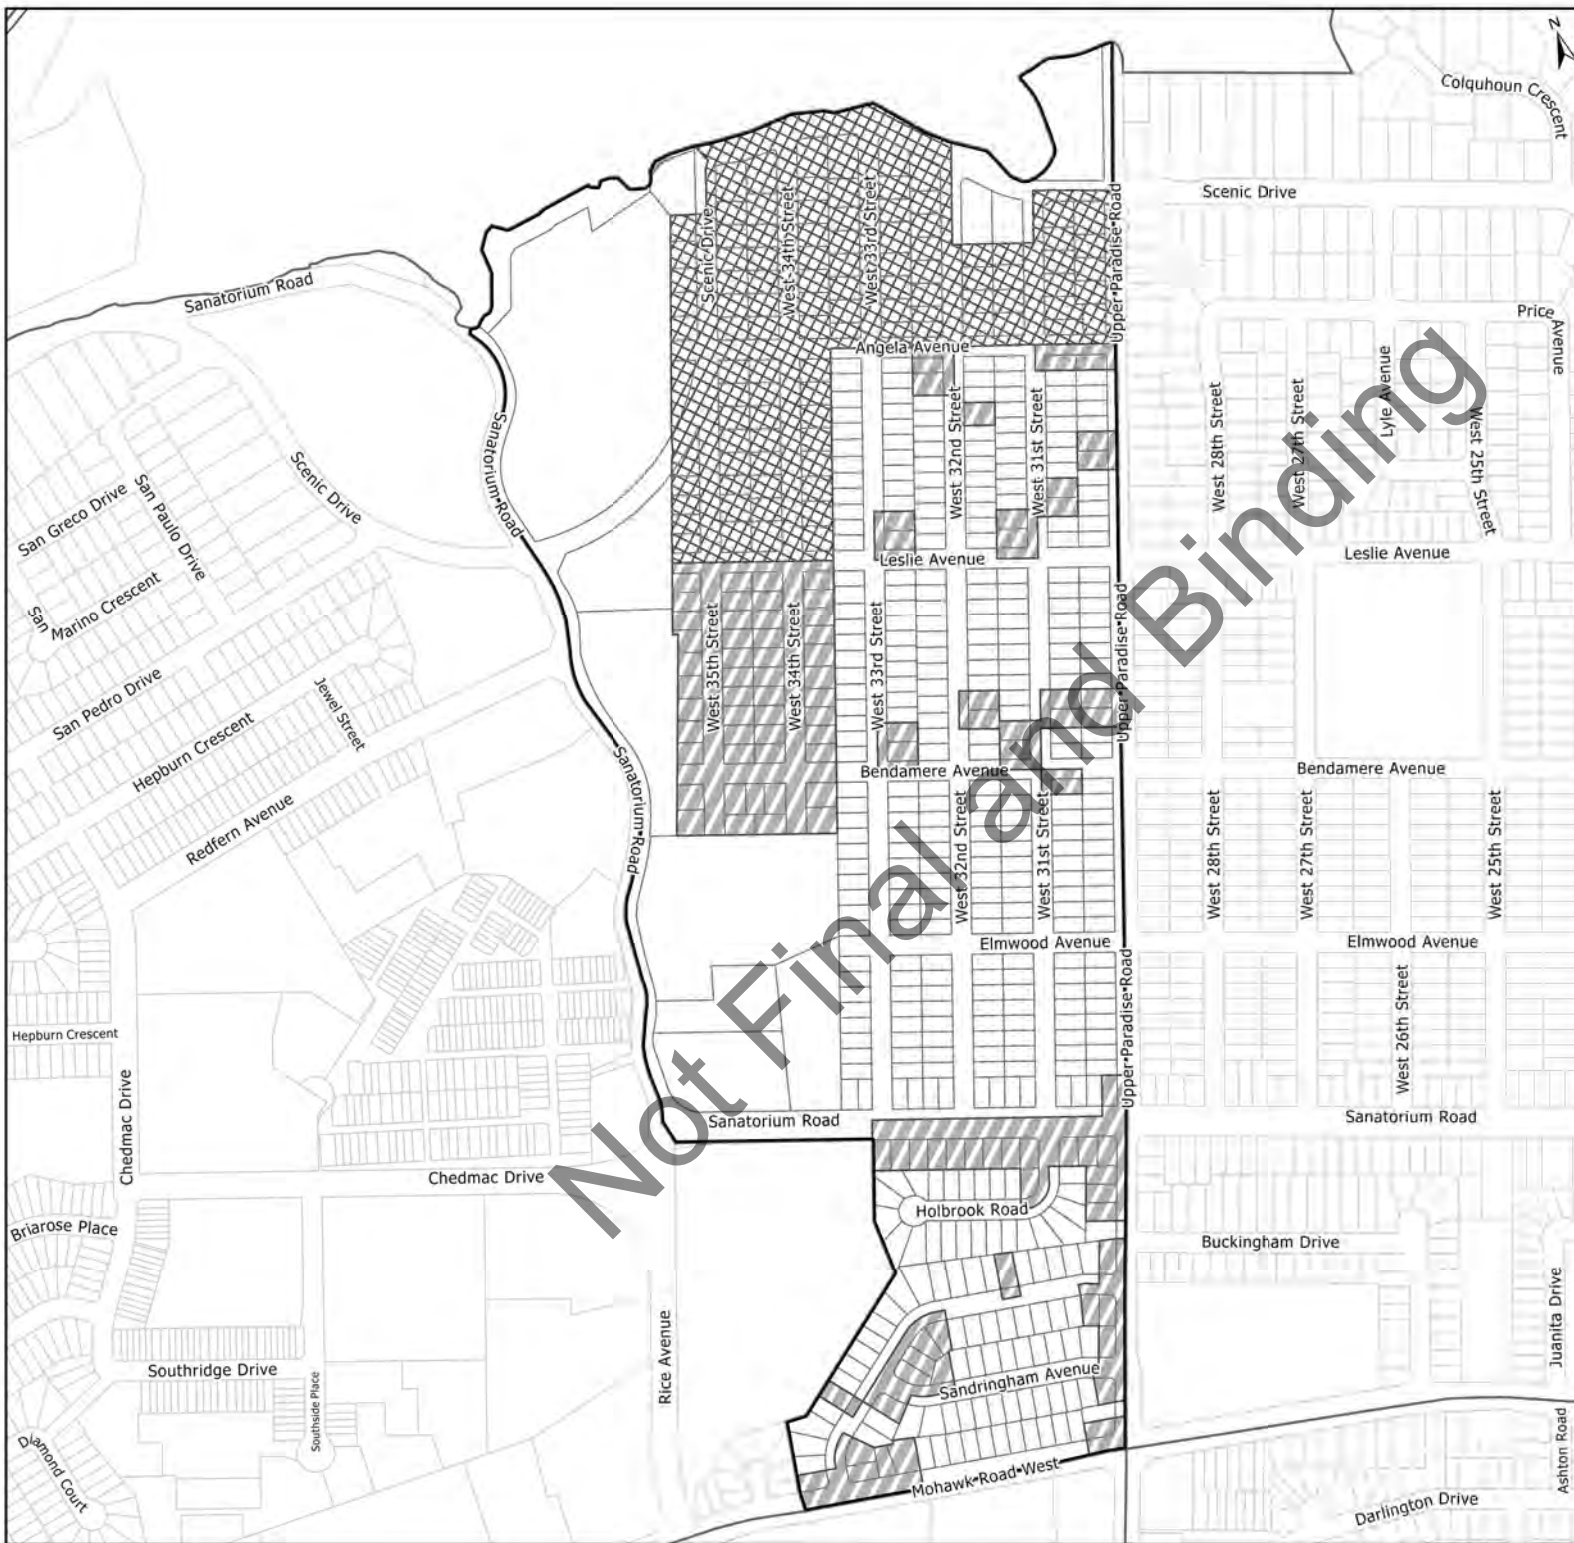 N
Colquhoun Crescent
Scenic Drive
Upper Paradise Road
West 33rd Street
West 34th Street
Scenic Drive
Sanatorium Road
Price Avenue
Angela Avenue
Lyle Avenue
West 28th Street
West 27th Street
West 25th Street
West 32nd Street
West 31st Street
Sanatorium Road
Scenic Drive
San Greco Drive
San Paulo Drive
Leslie Avenue
Leslie Avenue
San Marino Crescent
Upper Paradise Road
West 35th Street
West 34th Street
West 33rd Street
San Pedro Drive
Jewel Street
Hepburn Crescent
Bendamere Avenue
Bendamere Avenue
Sanatorium Road
Redfern Avenue
West 32nd Street
West 31st Street
West 28th Street
West 27th Street
West 25th Street
Elmwood Avenue
Elmwood Avenue
Upper Paradise Road
West 26th Street
Hepburn Crescent
Chedmac Drive
Sanatorium Road
Sanatorium Road
Chedmac Drive
Holbrook Road
Briarose Place
Buckingham Drive
Juanita Drive
Rice Avenue
Southridge Drive
Southside Place
Sandringham Avenue
Diamond Court
Mohawk Road West
Ashton Road
Darlington Drive
Not Final and Binding